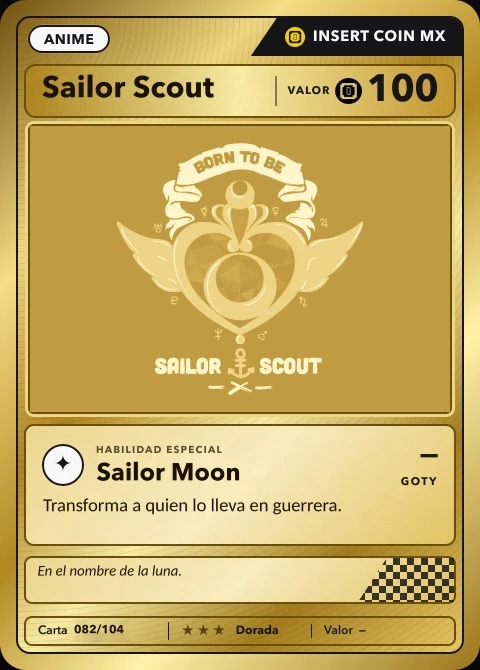 ANIME
INSERT COIN MX
Sailor Scout
VALOR 100
BORN TO BE
SAILOR SCOUT
HABILIDAD ESPECIAL
Sailor Moon
–
GOTY
Transforma a quien lo lleva en guerrera.
En el nombre de la luna.
Carta 082/104 ★★★ Dorada Valor –